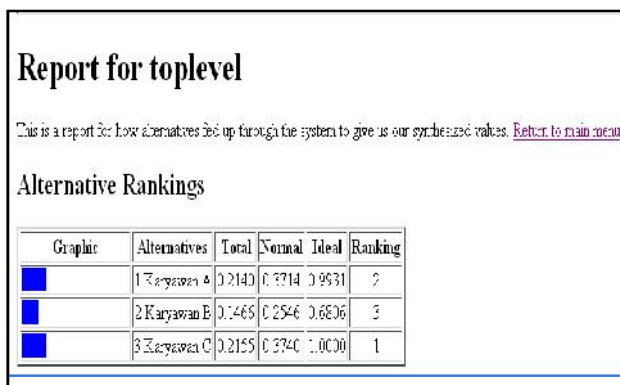 Report for toplevel
This is a report for how alternatives fed up through the system to give us our synthesized values. Return to main menu
Alternative Rankings
Graphic Alternatives Total Normal Ideal Ranking
1 Karyawan A 0.2140 0.3714 0.9931 2
2 Karyawan B 0.1466 0.2546 0.6806 3
3 Karyawan C 0.2155 0.3740 1.0000 1